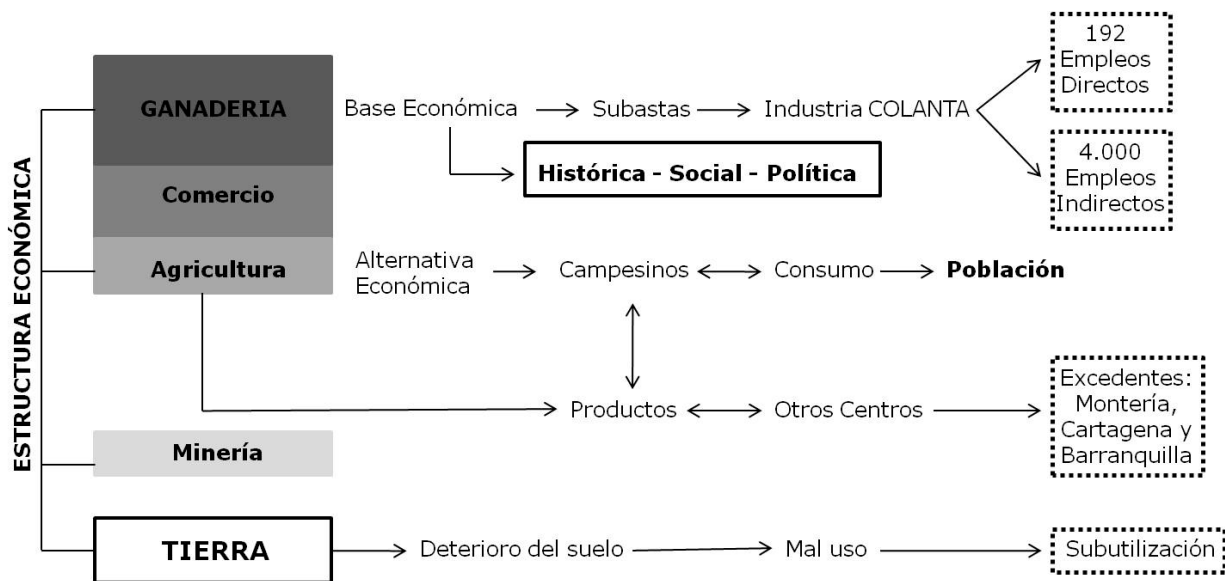 ESTRUCTURA ECONÓMICA
GANADERIA
Base Económica
Subastas
Industria COLANTA
192
Empleos
Directos
4.000
Empleos
Indirectos
Histórica - Social - Política
Comercio
Agricultura
Alternativa
Económica
Campesinos
Consumo
Población
Productos
Otros Centros
Excedentes:
Montería,
Cartagena y
Barranquilla
Minería
TIERRA
Deterioro del suelo
Mal uso
Subutilización